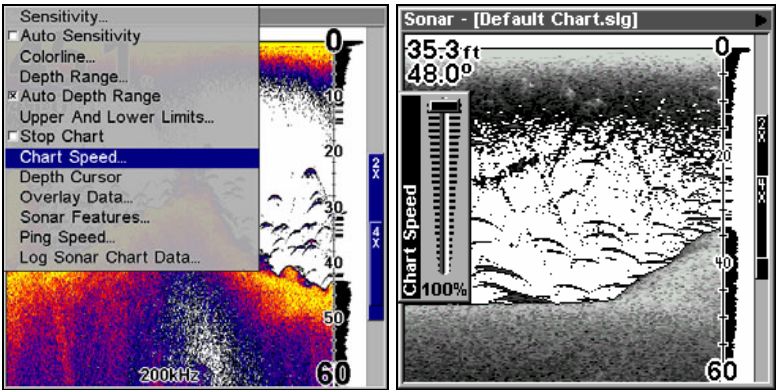 Sensitivity...
Auto Sensitivity
Colorline...
Depth Range...
Auto Depth Range
Upper And Lower Limits...
Stop Chart
Chart Speed...
Depth Cursor
Overlay Data...
Sonar Features...
Ping Speed...
Log Sonar Chart Data...
0
10
20
30
40
50
60
2X
4X
200kHz
Sonar - [Default Chart.slg]
35.3 ft
48.0°
Chart Speed
100%
0
20
40
60
2X
4X